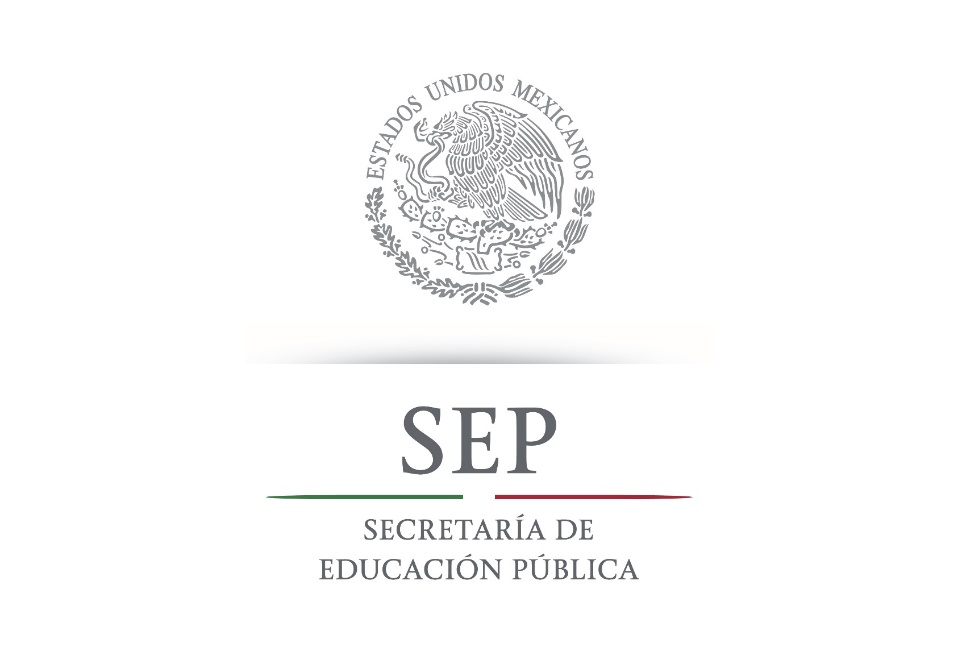 ESTADOS UNIDOS MEXICANOS
SEP
SECRETARÍA DE
EDUCACIÓN PÚBLICA